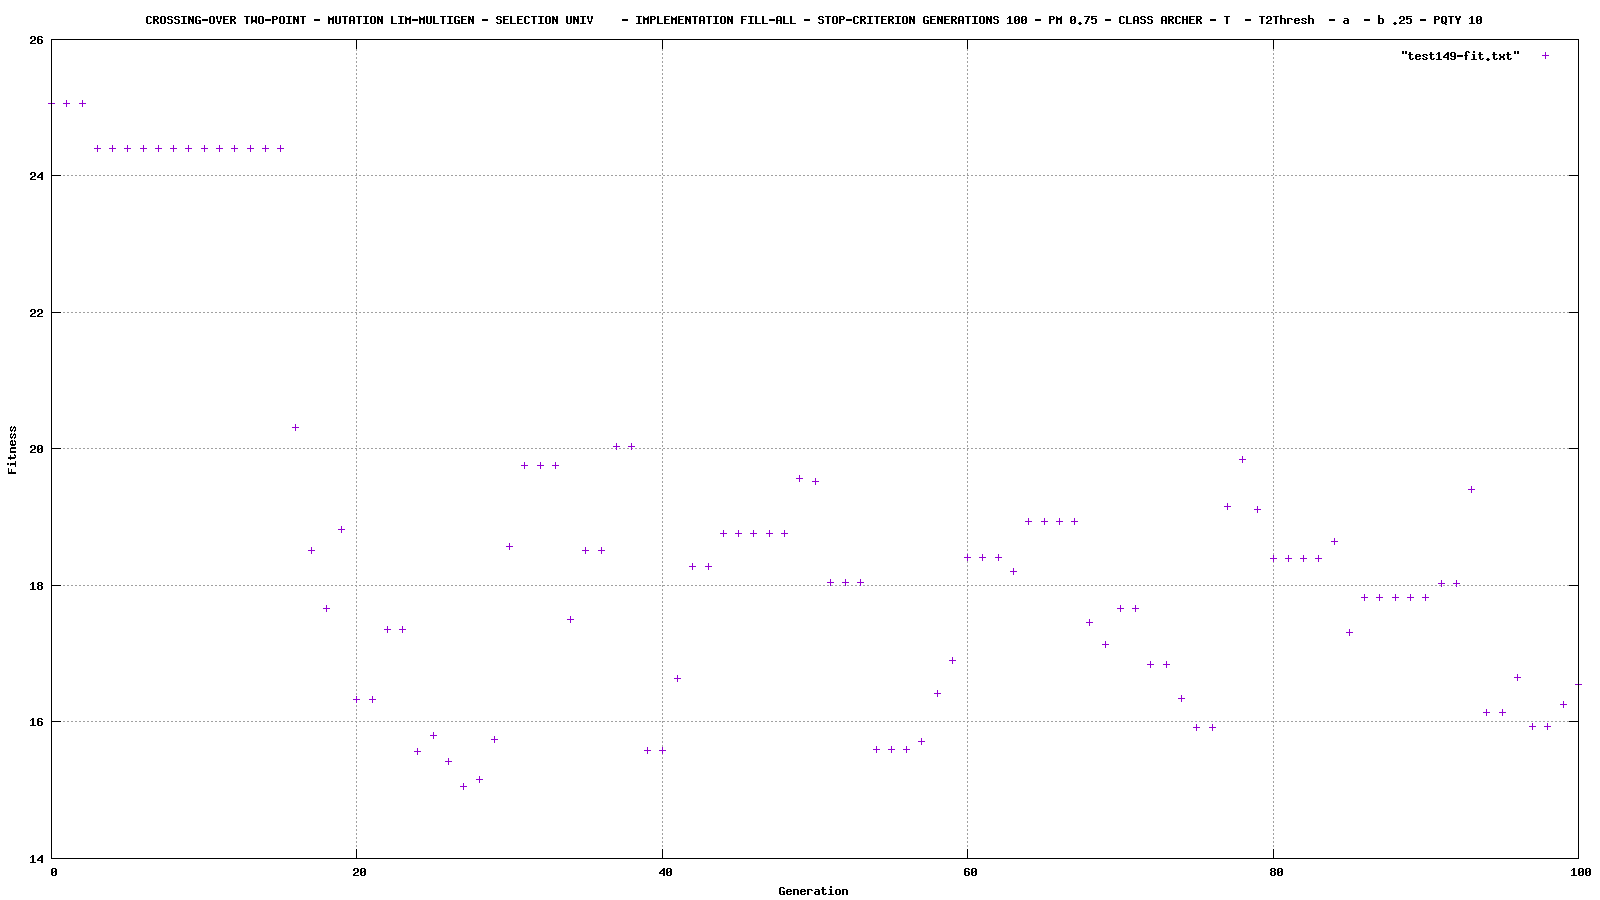 CROSSING-OVER TWO-POINT - MUTATION LIM-MULTIGEN - SELECTION UNIV    - IMPLEMENTATION FILL-ALL - STOP-CRITERION GENERATIONS 100 - PM 0.75 - CLASS ARCHER - T  - T2Thresh  - a  - b .25 - PQTY 10
"test149-fit.txt"
26
24
22
20
18
16
14
Fitness
0 20 40 60 80 100
Generation